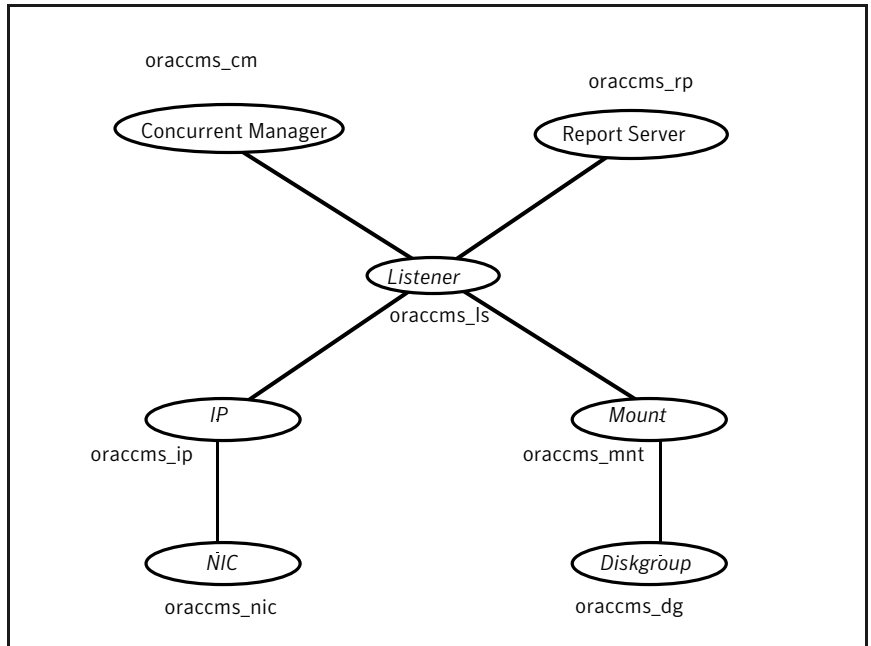 oraccms_cm
oraccms_rp
Concurrent Manager
Report Server
Listener
oraccms_ls
IP
Mount
oraccms_ip
oraccms_mnt
NIC
Diskgroup
oraccms_nic
oraccms_dg